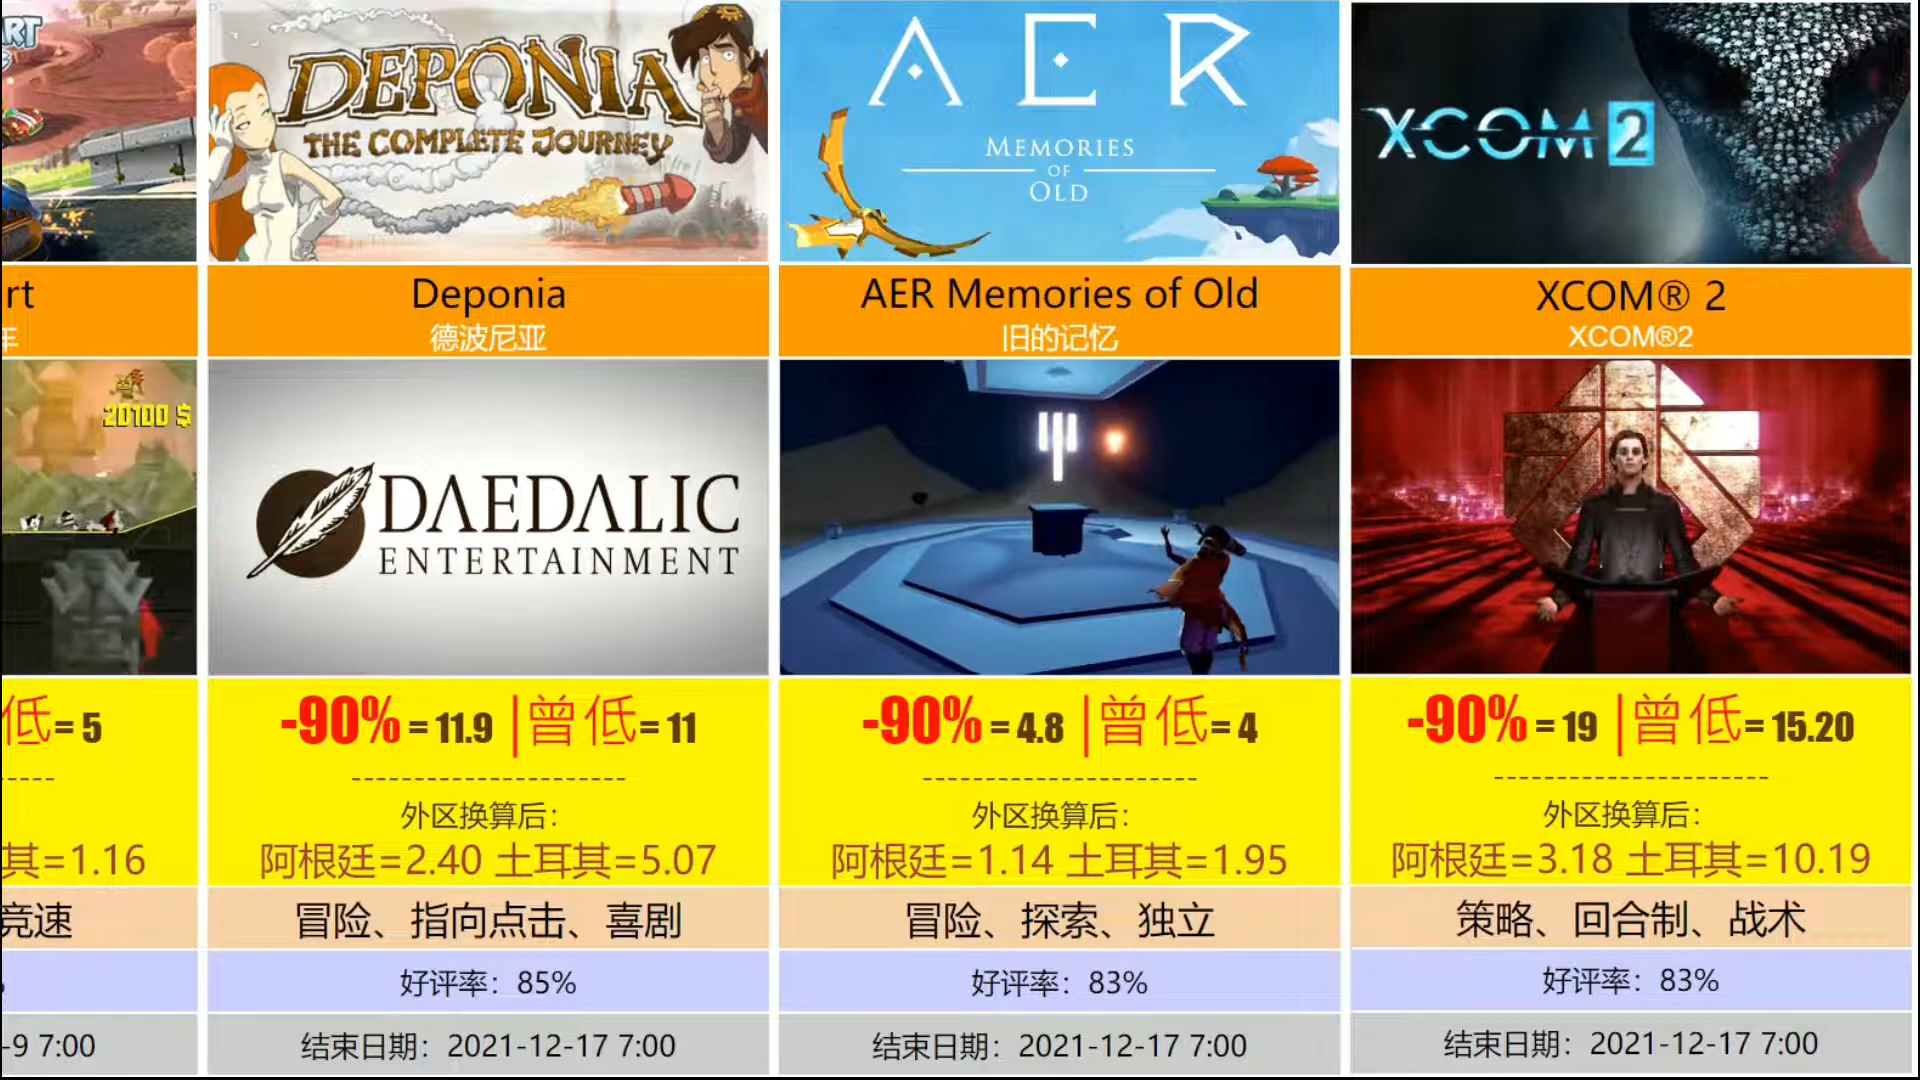 ART
rt
年
20100 $
低= 5
其=1.16
竞速
-9 7:00
DEPONIA
THE COMPLETE JOURNEY
Deponia
德波尼亚
DAEDALIC
ENTERTAINMENT
-90% = 11.9 |曾低= 11
---------------------
外区换算后:
阿根廷=2.40 土耳其=5.07
冒险、指向点击、喜剧
好评率: 85%
结束日期: 2021-12-17 7:00
AER
MEMORIES
OF
OLD
AER Memories of Old
旧的记忆
-90% = 4.8 |曾低= 4
---------------------
外区换算后:
阿根廷=1.14 土耳其=1.95
冒险、探索、独立
好评率: 83%
结束日期: 2021-12-17 7:00
XCOM 2
XCOM® 2
XCOM®2
-90% = 19 |曾低= 15.20
---------------------
外区换算后:
阿根廷=3.18 土耳其=10.19
策略、回合制、战术
好评率: 83%
结束日期: 2021-12-17 7:00